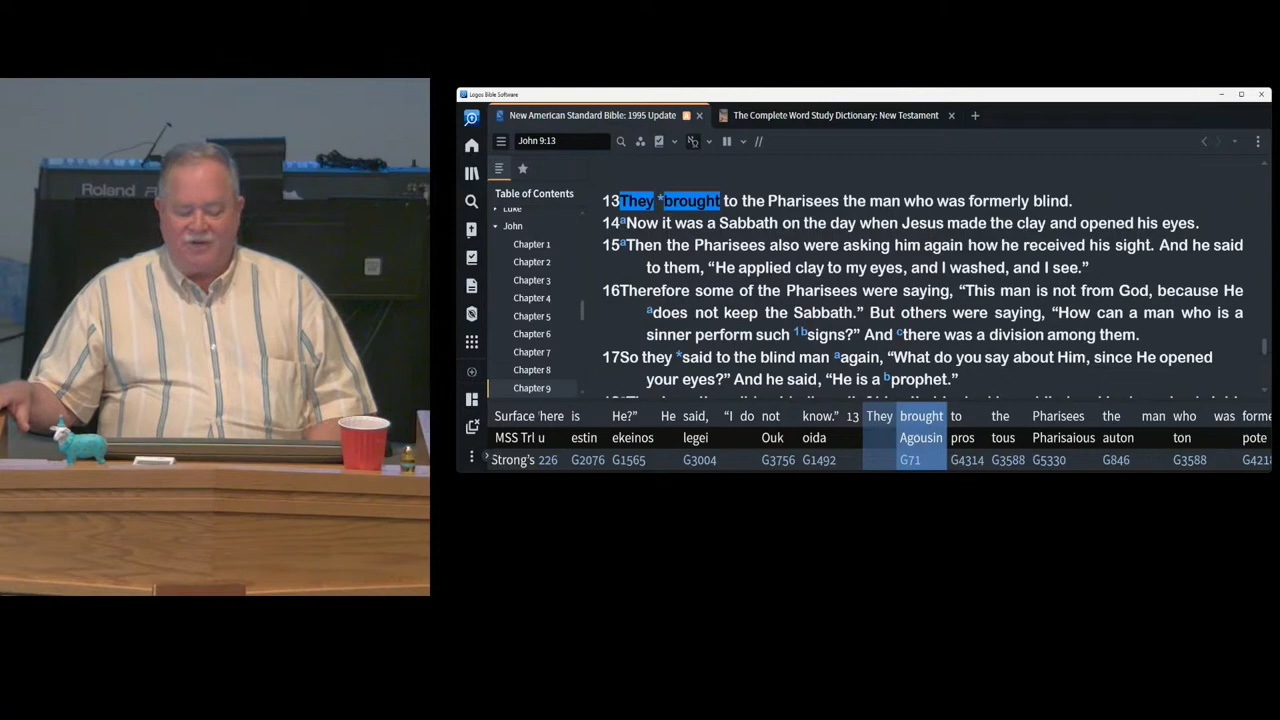 Roland
Logos Bible Software
New American Standard Bible: 1995 Update A
The Complete Word Study Dictionary: New Testament
John 9:13
Table of Contents
Luke
John
Chapter 1
Chapter 2
Chapter 3
Chapter 4
Chapter 5
Chapter 6
Chapter 7
Chapter 8
Chapter 9
13They *brought to the Pharisees the man who was formerly blind.
14aNow it was a Sabbath on the day when Jesus made the clay and opened his eyes.
15aThen the Pharisees also were asking him again how he received his sight. And he said
to them, “He applied clay to my eyes, and I washed, and I see.”
16Therefore some of the Pharisees were saying, “This man is not from God, because He
adoes not keep the Sabbath.” But others were saying, “How can a man who is a
sinner perform such 1bsigns?” And cthere was a division among them.
17So they *said to the blind man aagain, “What do you say about Him, since He opened
your eyes?” And he said, “He is a bprophet.”
Surface 'here is He?” He said, “I do not know.” 13 They brought to the Pharisees the man who was forme
MSS Trl u estin ekeinos legei Ouk oida Agousin pros tous Pharisaious auton ton pote
Strong's 226 G2076 G1565 G3004 G3756 G1492 G71 G4314 G3588 G5330 G846 G3588 G4218